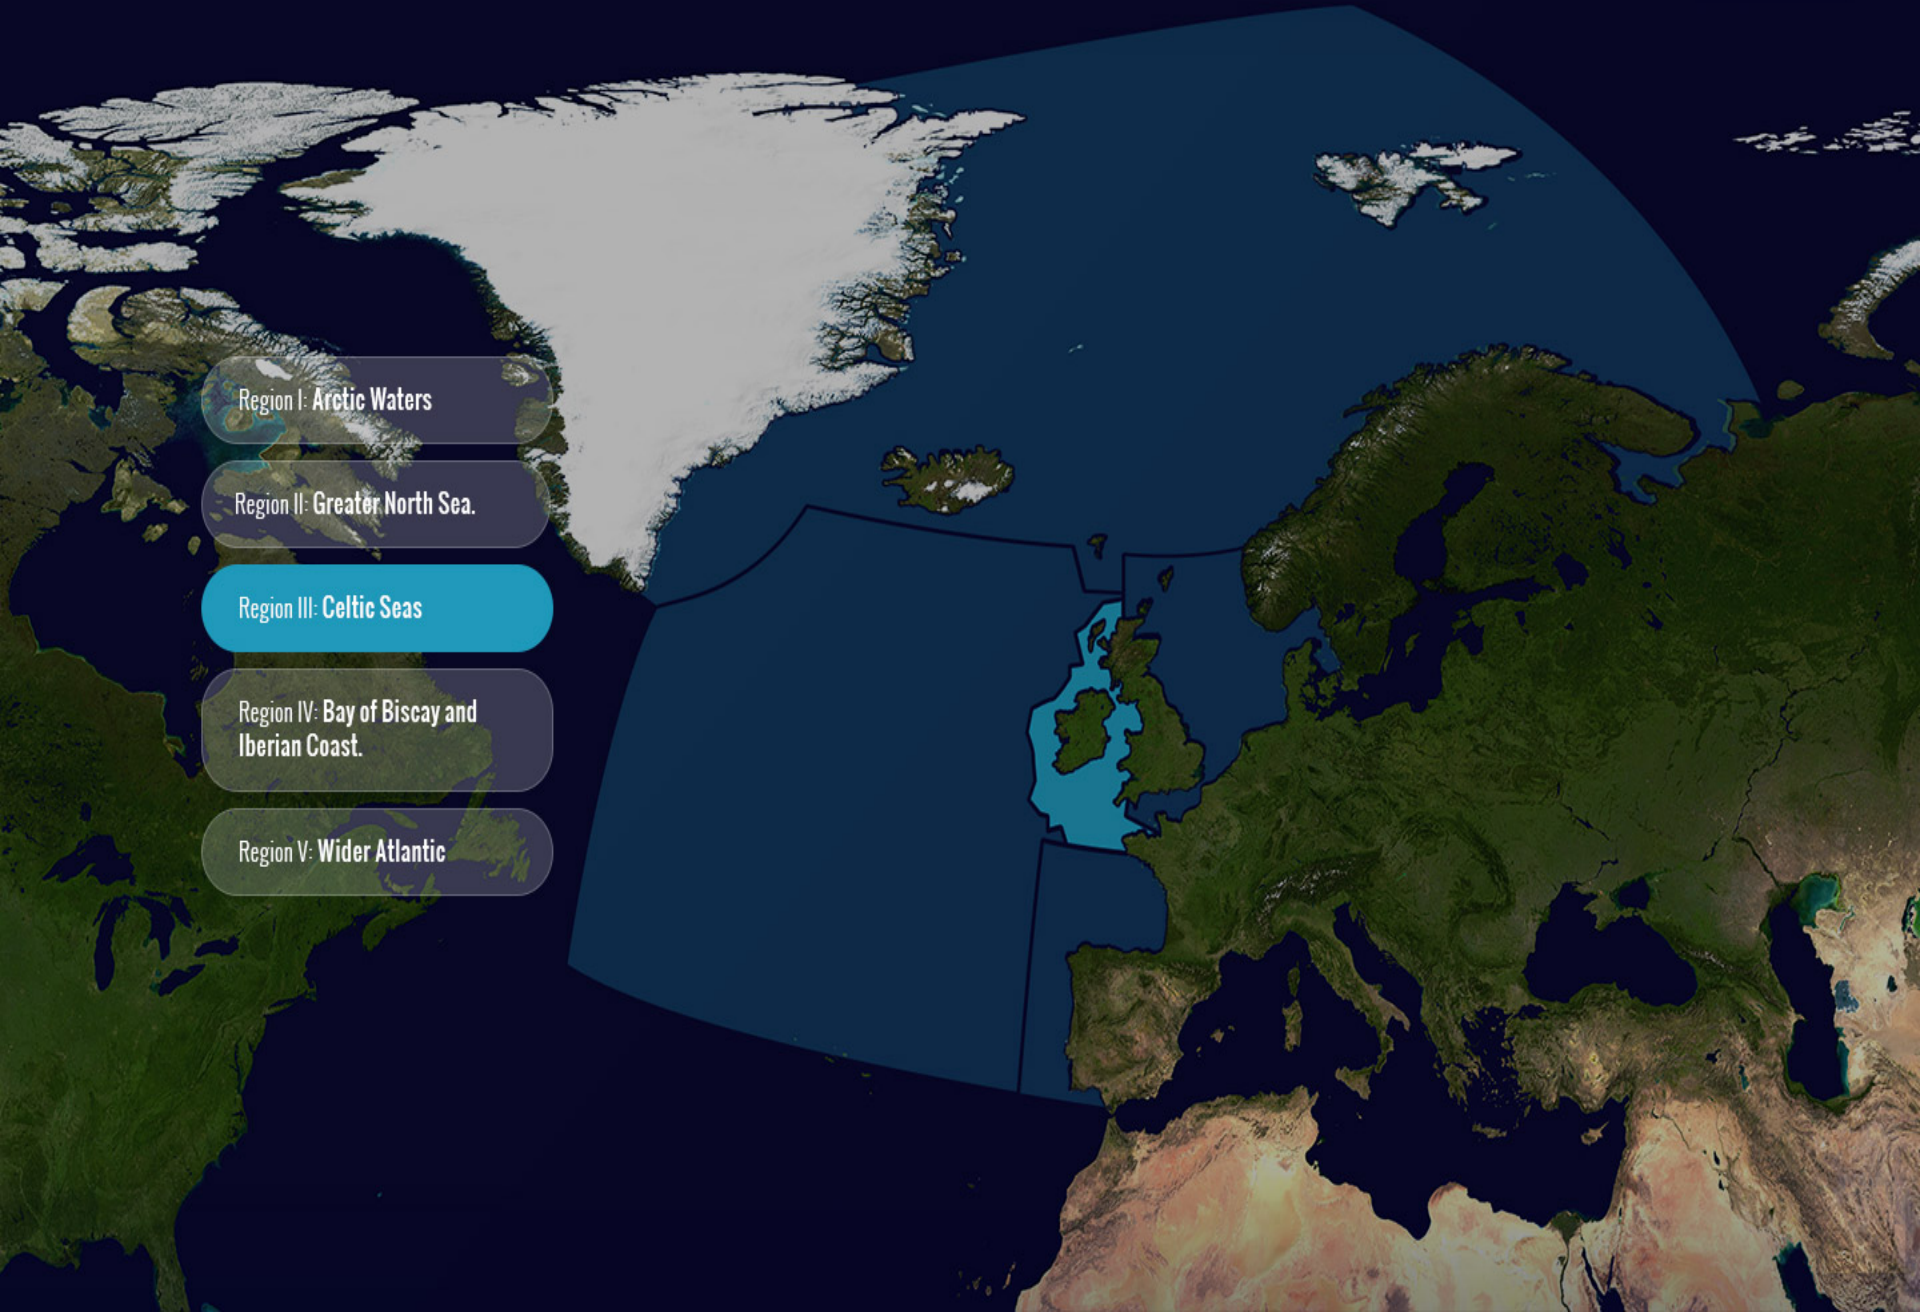 Region I: Arctic Waters
Region II: Greater North Sea.
Region III: Celtic Seas
Region IV: Bay of Biscay and
Iberian Coast.
Region V: Wider Atlantic